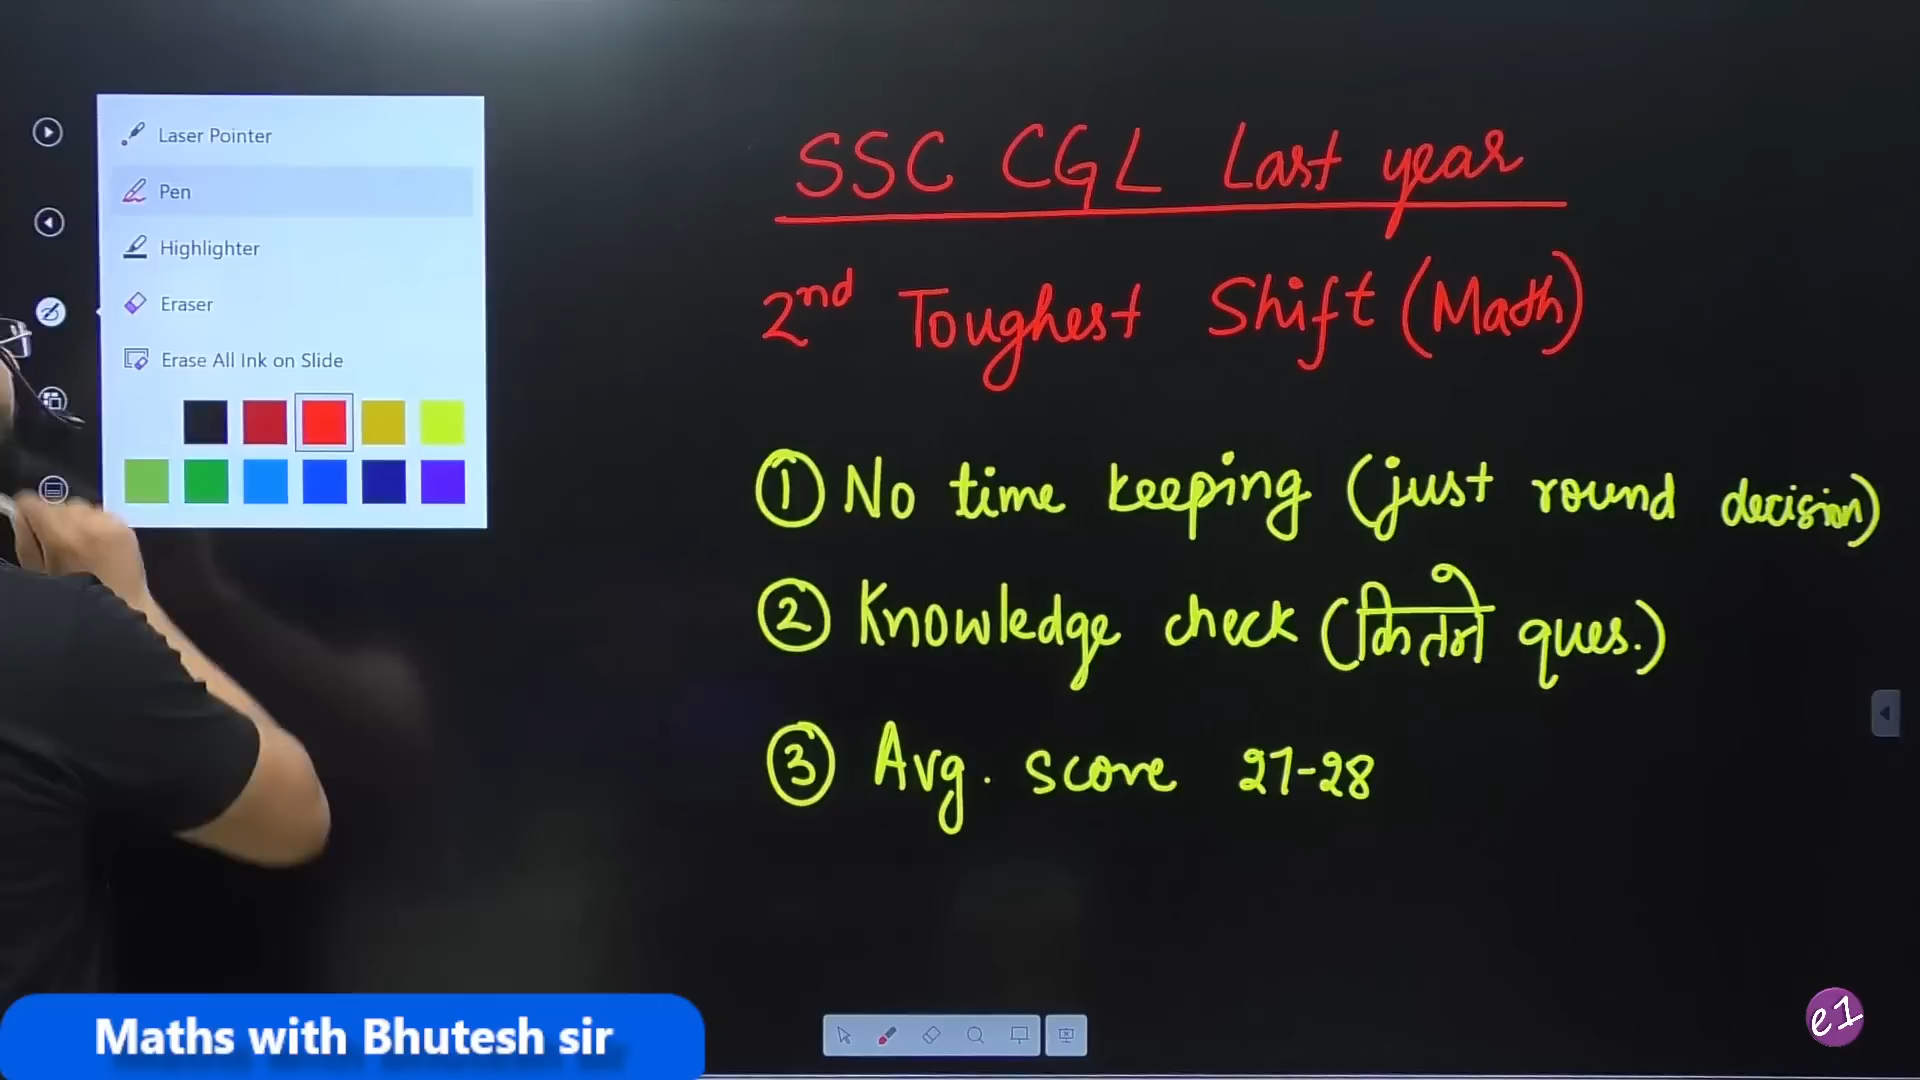 Laser Pointer
Pen
Highlighter
Eraser
Erase All Ink on Slide
SSC CGL Last year
2nd Toughest Shift (Math)
① No time keeping (just round decision)
② Knowledge check (कितने ques.)
③ Avg. score 27-28
Maths with Bhutesh sir
e1